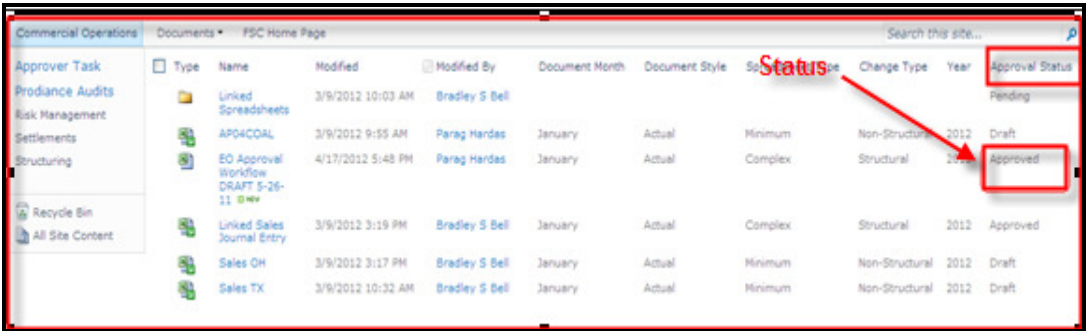 Commercial Operations Documents FSC Home Page Search this site...
Approver Task
Prodiance Audits
Risk Management
Settlements
Structuring
Recycle Bin
All Site Content
Status
Type Name Modified Modified By Document Month Document Style Change Type Year Approval Status
Linked 3/9/2012 10:03 AM Bradley S Bell Pending
Spreadsheets
AP04COAL 3/9/2012 9:55 AM Parag Hardas January Actual Minimum Non-Structural 2012 Draft
EO Approval 4/17/2012 5:48 PM Parag Hardas January Actual Complex Structural Approved
Workflow
DRAFT 5-26-
11 NEW
Linked Sales 3/9/2012 3:19 PM Bradley S Bell January Actual Complex Structural 2012 Approved
Journal Entry
Sales OH 3/9/2012 3:17 PM Bradley S Bell January Actual Minimum Non-Structural 2012 Draft
Sales TX 3/9/2012 10:32 AM Bradley S Bell January Actual Minimum Non-Structural 2012 Draft